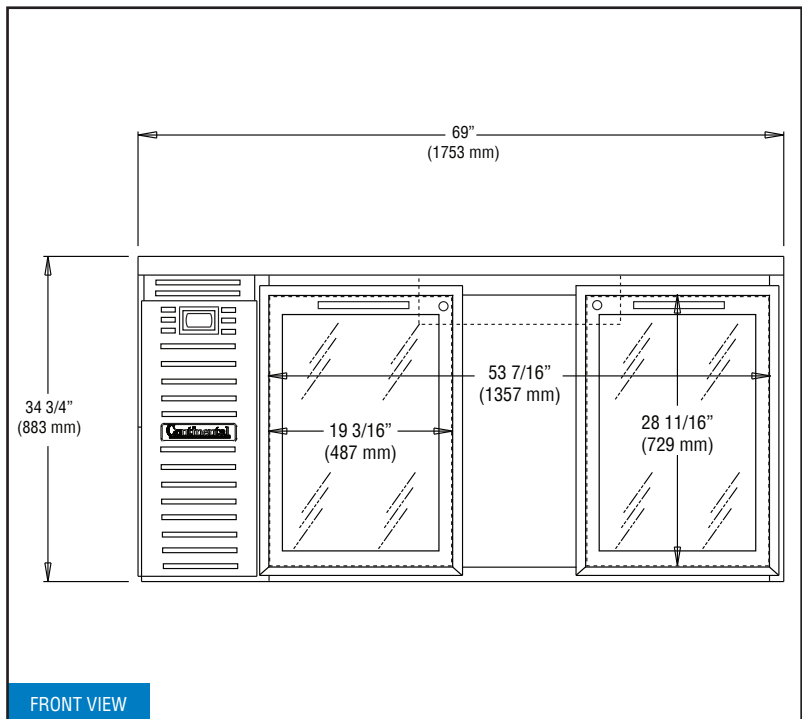 69”
(1753 mm)
53 7/16”
(1357 mm)
34 3/4”
(883 mm)
Continental
19 3/16”
(487 mm)
28 11/16”
(729 mm)
FRONT VIEW